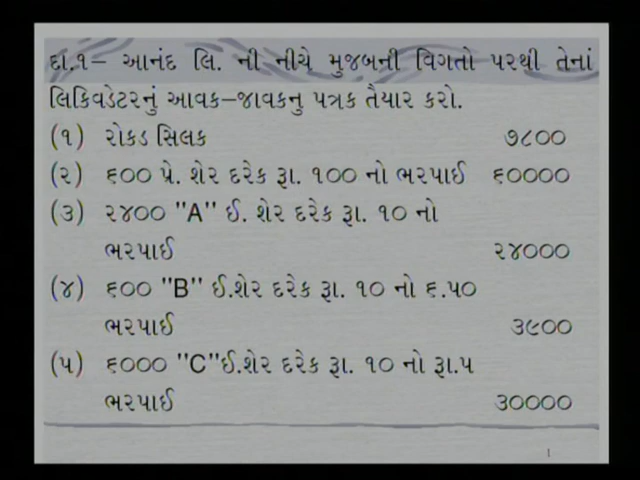 દા.૧– આનંદ લિ. ની નીચે મુજબની વિગતો પરથી તેનાં
લિકિવડેટરનું આવક–જાવકનુ પત્રક તૈયાર કરો.
(૧) રોકડ સિલક ૭૮૦૦
(૨) ૬૦૦ પ્રે. શેર દરેક રૂા. ૧૦૦ નો ભરપાઈ ૬૦૦૦૦
(૩) ૨૪૦૦ "A" ઈ. શેર દરેક રૂા. ૧૦ નો
ભરપાઈ ૨૪૦૦૦
(૪) ૬૦૦ "B" ઈ.શેર દરેક રૂા. ૧૦ નો ૬.૫૦
ભરપાઈ ૩૯૦૦
(૫) ૬૦૦૦ "C"ઈ.શેર દરેક રૂા. ૧૦ નો રૂા.૫
ભરપાઈ ૩૦૦૦૦
1